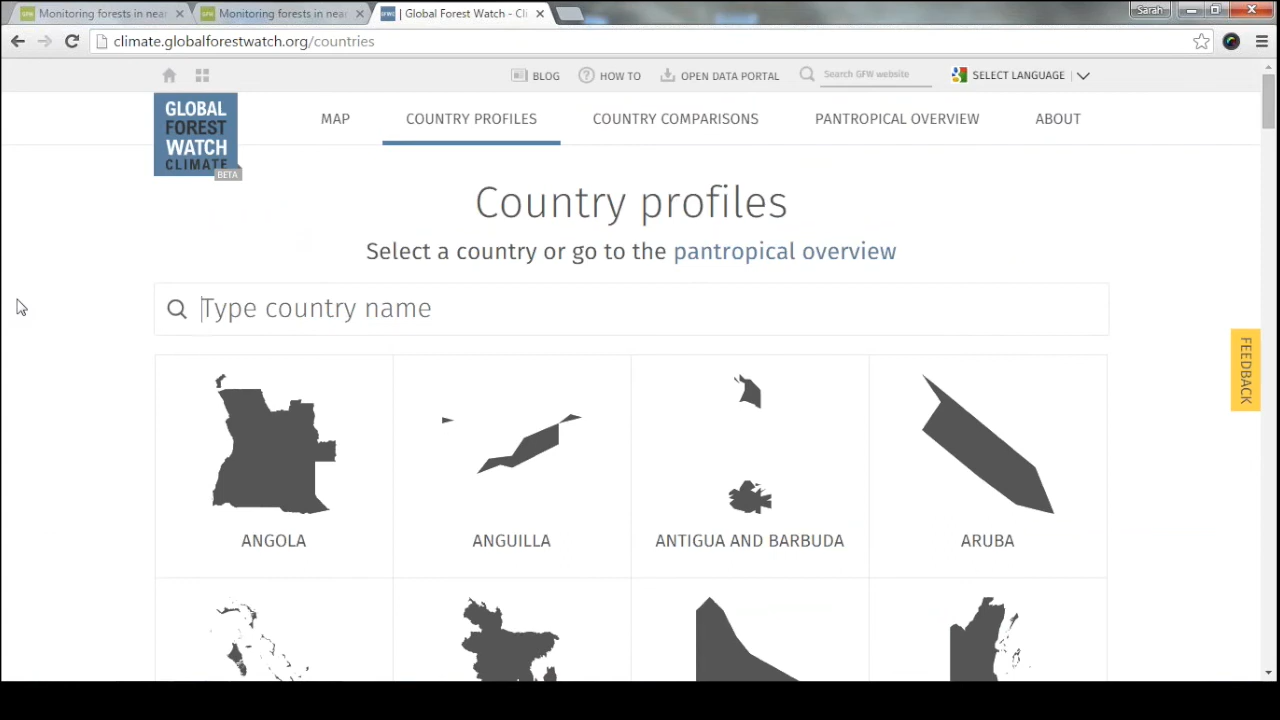 Monitoring forests in near
Monitoring forests in near
| Global Forest Watch - Cli
Sarah
climate.globalforestwatch.org/countries
BLOG
HOW TO
OPEN DATA PORTAL
Search GFW website
SELECT LANGUAGE
GLOBAL
FOREST
WATCH
CLIMATE
BETA
MAP
COUNTRY PROFILES
COUNTRY COMPARISONS
PANTROPICAL OVERVIEW
ABOUT
Country profiles
Select a country or go to the pantropical overview
Type country name
FEEDBACK
ANGOLA
ANGUILLA
ANTIGUA AND BARBUDA
ARUBA